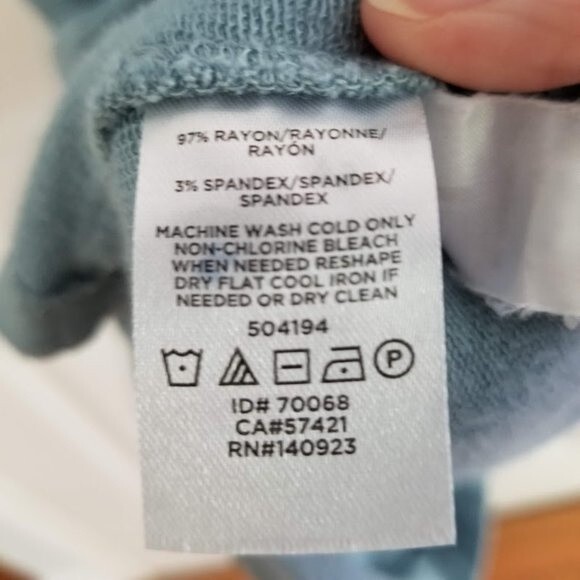 97% RAYON/RAYONNE/
RAYÓN
3% SPANDEX/SPANDEX/
SPANDEX
MACHINE WASH COLD ONLY
NON-CHLORINE BLEACH
WHEN NEEDED RESHAPE
DRY FLAT COOL IRON IF
NEEDED OR DRY CLEAN
504194
P
ID# 70068
CA#57421
RN#140923